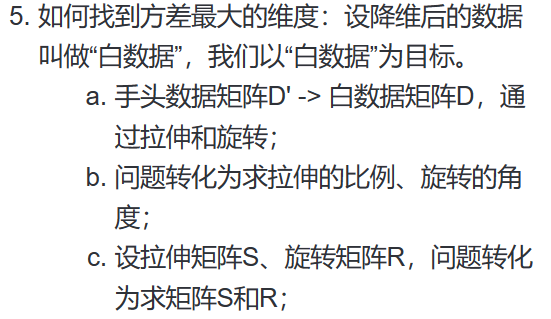 5. 如何找到方差最大的维度：设降维后的数据
叫做“白数据”，我们以“白数据”为目标。
a. 手头数据矩阵D' -> 白数据矩阵D，通
过拉伸和旋转；
b. 问题转化为求拉伸的比例、旋转的角
度；
c. 设拉伸矩阵S、旋转矩阵R，问题转化
为求矩阵S和R；